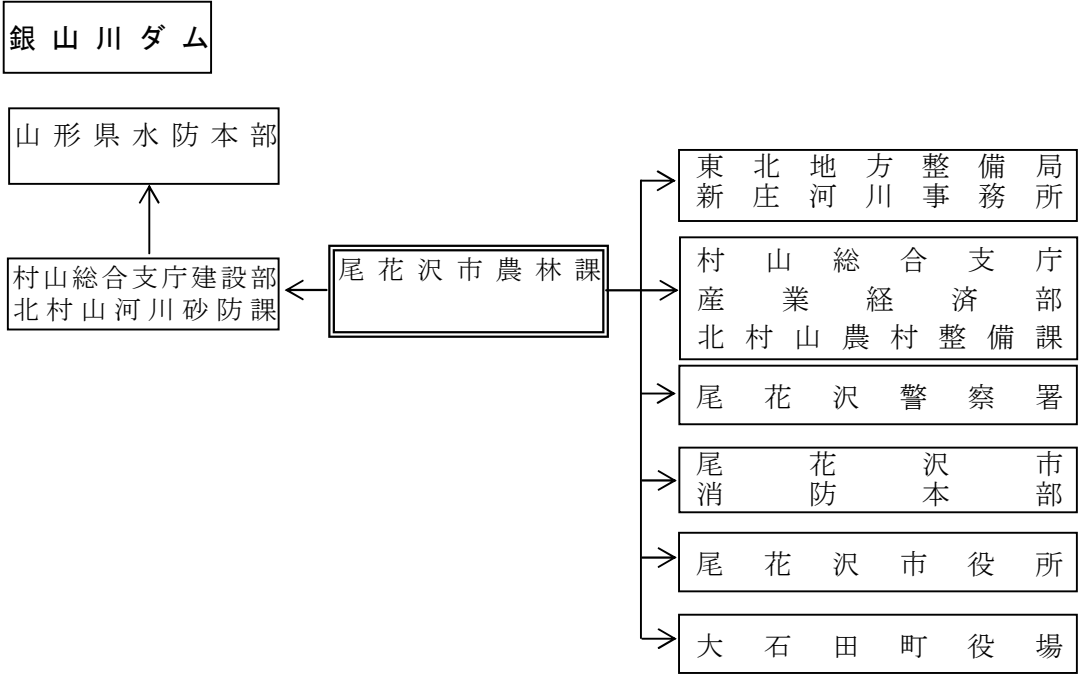 銀山川ダム
山形県水防本部
村山総合支庁建設部
北村山河川砂防課
尾花沢市農林課
東北地方整備局
新庄河川事務所
村山総合支庁
産業経済部
北村山農村整備課
尾花沢警察署
尾花沢市
消防本部
尾花沢市役所
大石田町役場